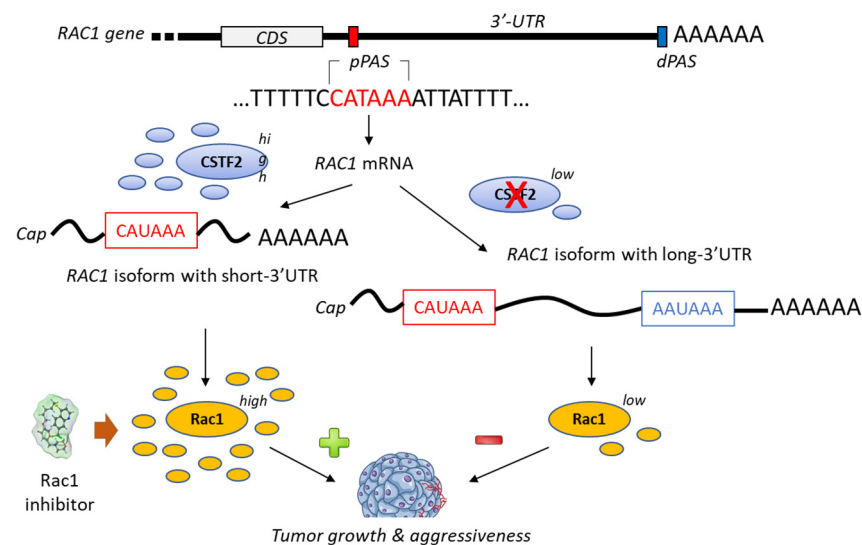 RAC1 gene
CDS
3'-UTR
AAAAAA
pPAS
dPAS
...TTTTTCCATAAAATTATTTT...
CSTF2
hi
g
h
RAC1 mRNA
CSTF2
low
Cap
CAUAAA
AAAAAA
RAC1 isoform with short-3'UTR
RAC1 isoform with long-3'UTR
Cap
CAUAAA
AAUAAA
AAAAAA
Rac1
high
Rac1
low
Rac1
inhibitor
Tumor growth & aggressiveness